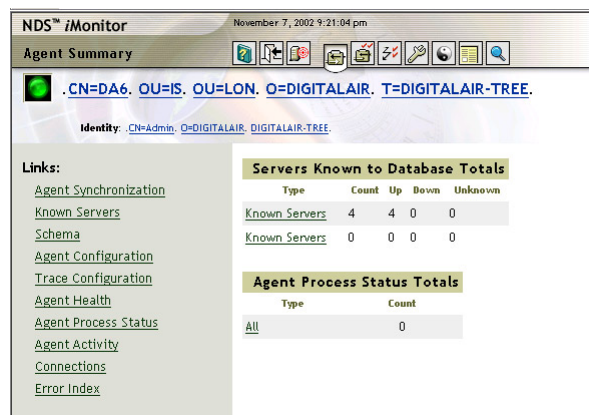 NDS™ iMonitor
November 7, 2002 9:21:04 pm
Agent Summary
.CN=DA6. OU=IS. OU=LON. O=DIGITALAIR. T=DIGITALAIR-TREE.
Identity: .CN=Admin. O=DIGITALAIR. DIGITALAIR-TREE.
Links:
Agent Synchronization
Known Servers
Schema
Agent Configuration
Trace Configuration
Agent Health
Agent Process Status
Agent Activity
Connections
Error Index
Servers Known to Database Totals
Type Count Up Down Unknown
Known Servers 4 4 0 0
Known Servers 0 0 0 0
Agent Process Status Totals
Type Count
All 0